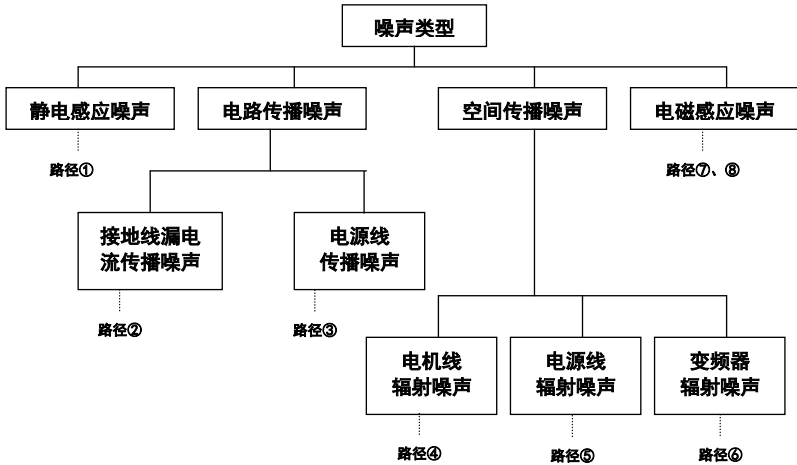 噪声类型
静电感应噪声
电路传播噪声
空间传播噪声
电磁感应噪声
路径①
路径⑦、⑧
接地线漏电
流传播噪声
电源线
传播噪声
路径②
路径③
电机线
辐射噪声
电源线
辐射噪声
变频器
辐射噪声
路径④
路径⑤
路径⑥